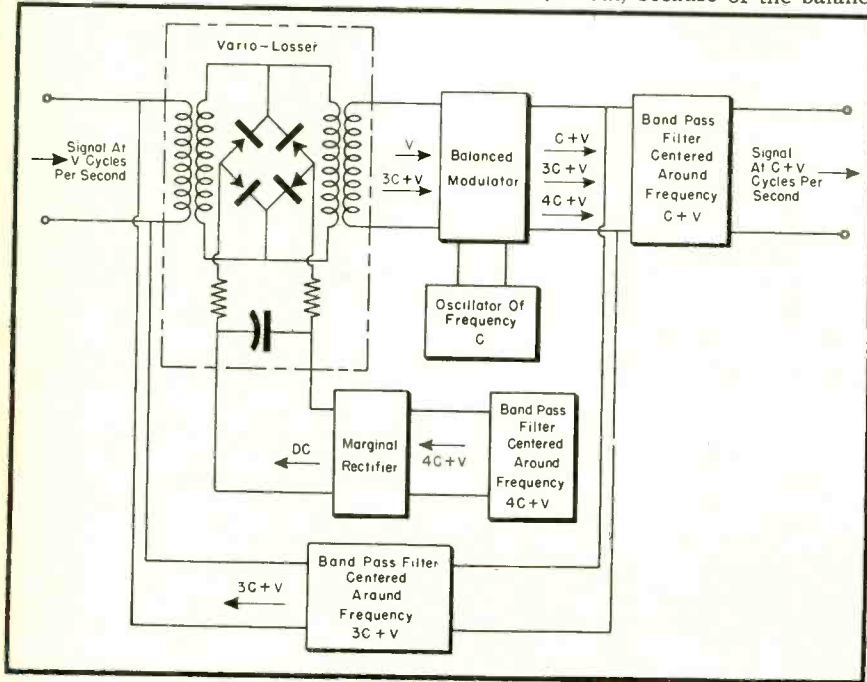 because of the
Vario-Losser
Signal At
V Cycles
Per Second
V
3C+V
Balanced
Modulator
C+V
3C+V
4C+V
Band Pass
Filter
Centered
Around
Frequency
C+V
Signal
At C+V
Cycles Per
Second
Oscillator Of
Frequency
C
DC
Marginal
Rectifier
4C+V
Band Pass
Filter
Centered
Around
Frequency
4C+V
3C+V
Band Pass Filter
Centered
Around
Frequency
3C+V